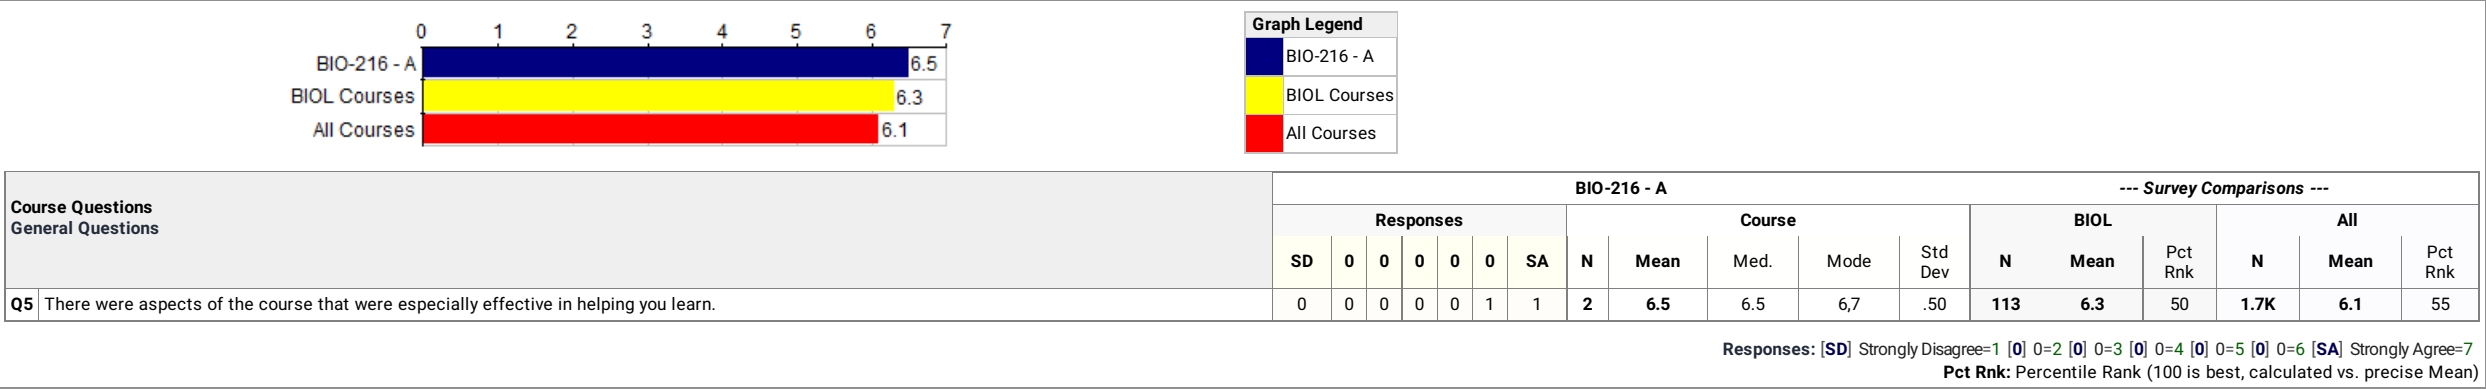 0 1 2 3 4 5 6 7
BIO-216 - A 6.5
BIOL Courses 6.3
All Courses 6.1
Graph Legend
BIO-216 - A
BIOL Courses
All Courses
Course Questions
General Questions
BIO-216 - A --- Survey Comparisons ---
Responses Course BIOL All
SD 0 0 0 0 0 SA N Mean Med. Mode Std Dev N Mean Pct Rnk N Mean Pct Rnk
Q5 There were aspects of the course that were especially effective in helping you learn. 0 0 0 0 0 1 1 2 6.5 6.5 6,7 .50 113 6.3 50 1.7K 6.1 55
Responses: [SD] Strongly Disagree=1 [0] 0=2 [0] 0=3 [0] 0=4 [0] 0=5 [0] 0=6 [SA] Strongly Agree=7
Pct Rnk: Percentile Rank (100 is best, calculated vs. precise Mean)